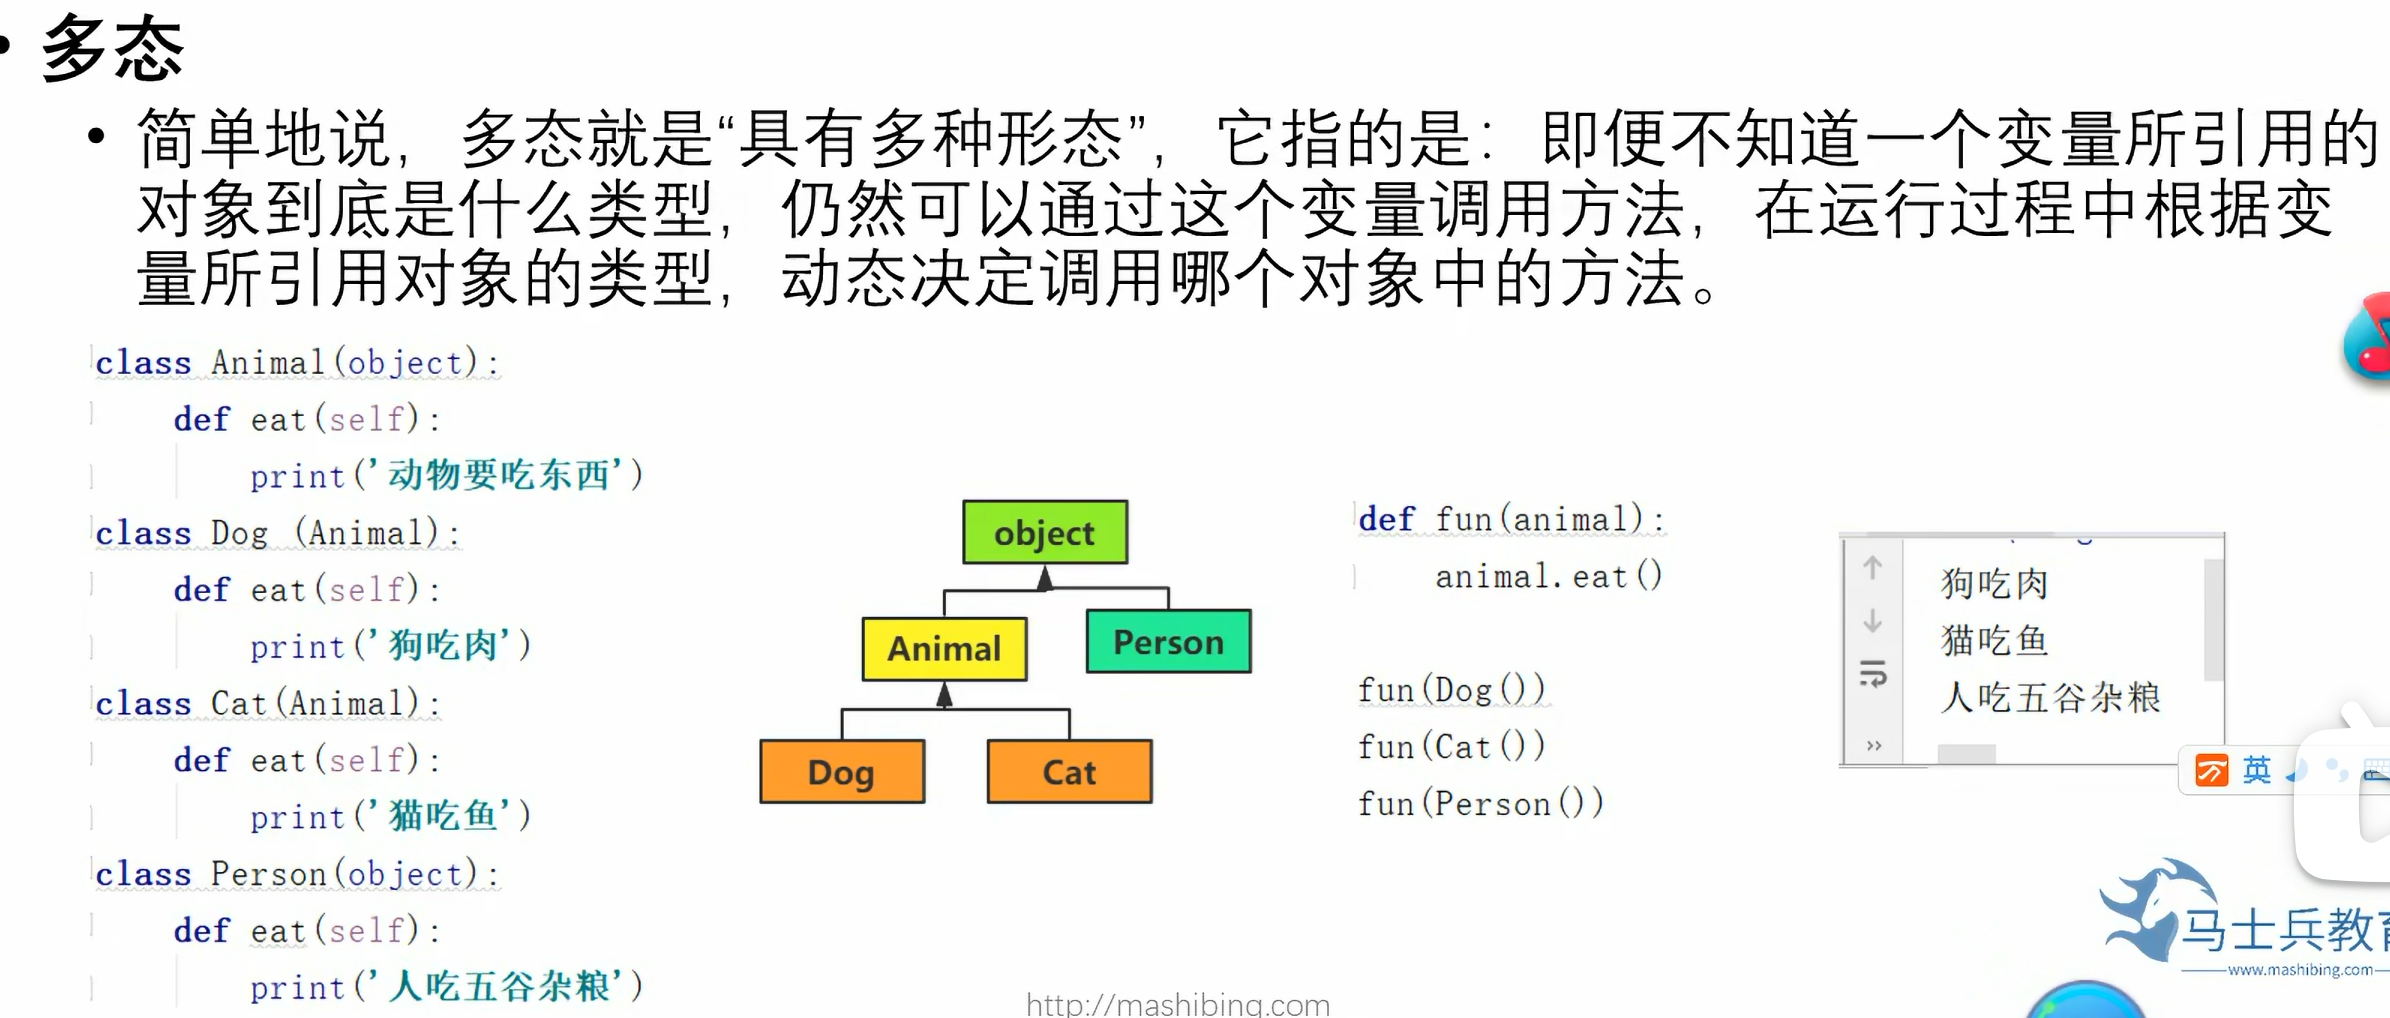 • 多态
• 简单地说，多态就是“具有多种形态”，它指的是：即便不知道一个变量所引用的
对象到底是什么类型，仍然可以通过这个变量调用方法，在运行过程中根据变
量所引用对象的类型，动态决定调用哪个对象中的方法。
class Animal(object):
def eat(self):
print('动物要吃东西')
class Dog (Animal):
def eat(self):
print('狗吃肉')
class Cat(Animal):
def eat(self):
print('猫吃鱼')
class Person(object):
def eat(self):
print('人吃五谷杂粮')
object
Animal
Person
Dog
Cat
def fun(animal):
animal.eat()
fun(Dog())
fun(Cat())
fun(Person())
狗吃肉
猫吃鱼
人吃五谷杂粮
英
马士兵教育
www.mashibing.com
http://mashibing.com